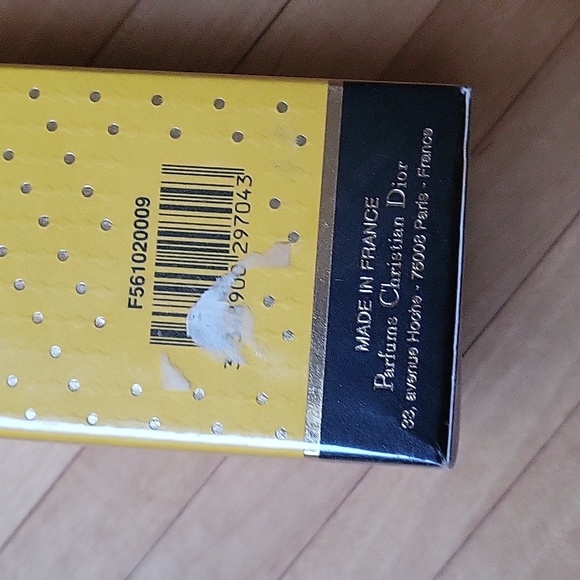 F561020009
297043
MADE IN FRANCE
Parfums Christian Dior
33, avenue Hoche - 75008 Paris - France